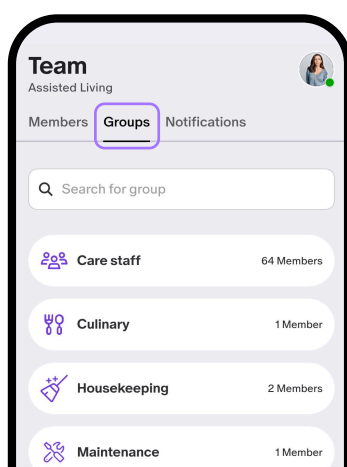 Team
Assisted Living
Members Groups Notifications
Search for group
Care staff 64 Members
Culinary 1 Member
Housekeeping 2 Members
Maintenance 1 Member